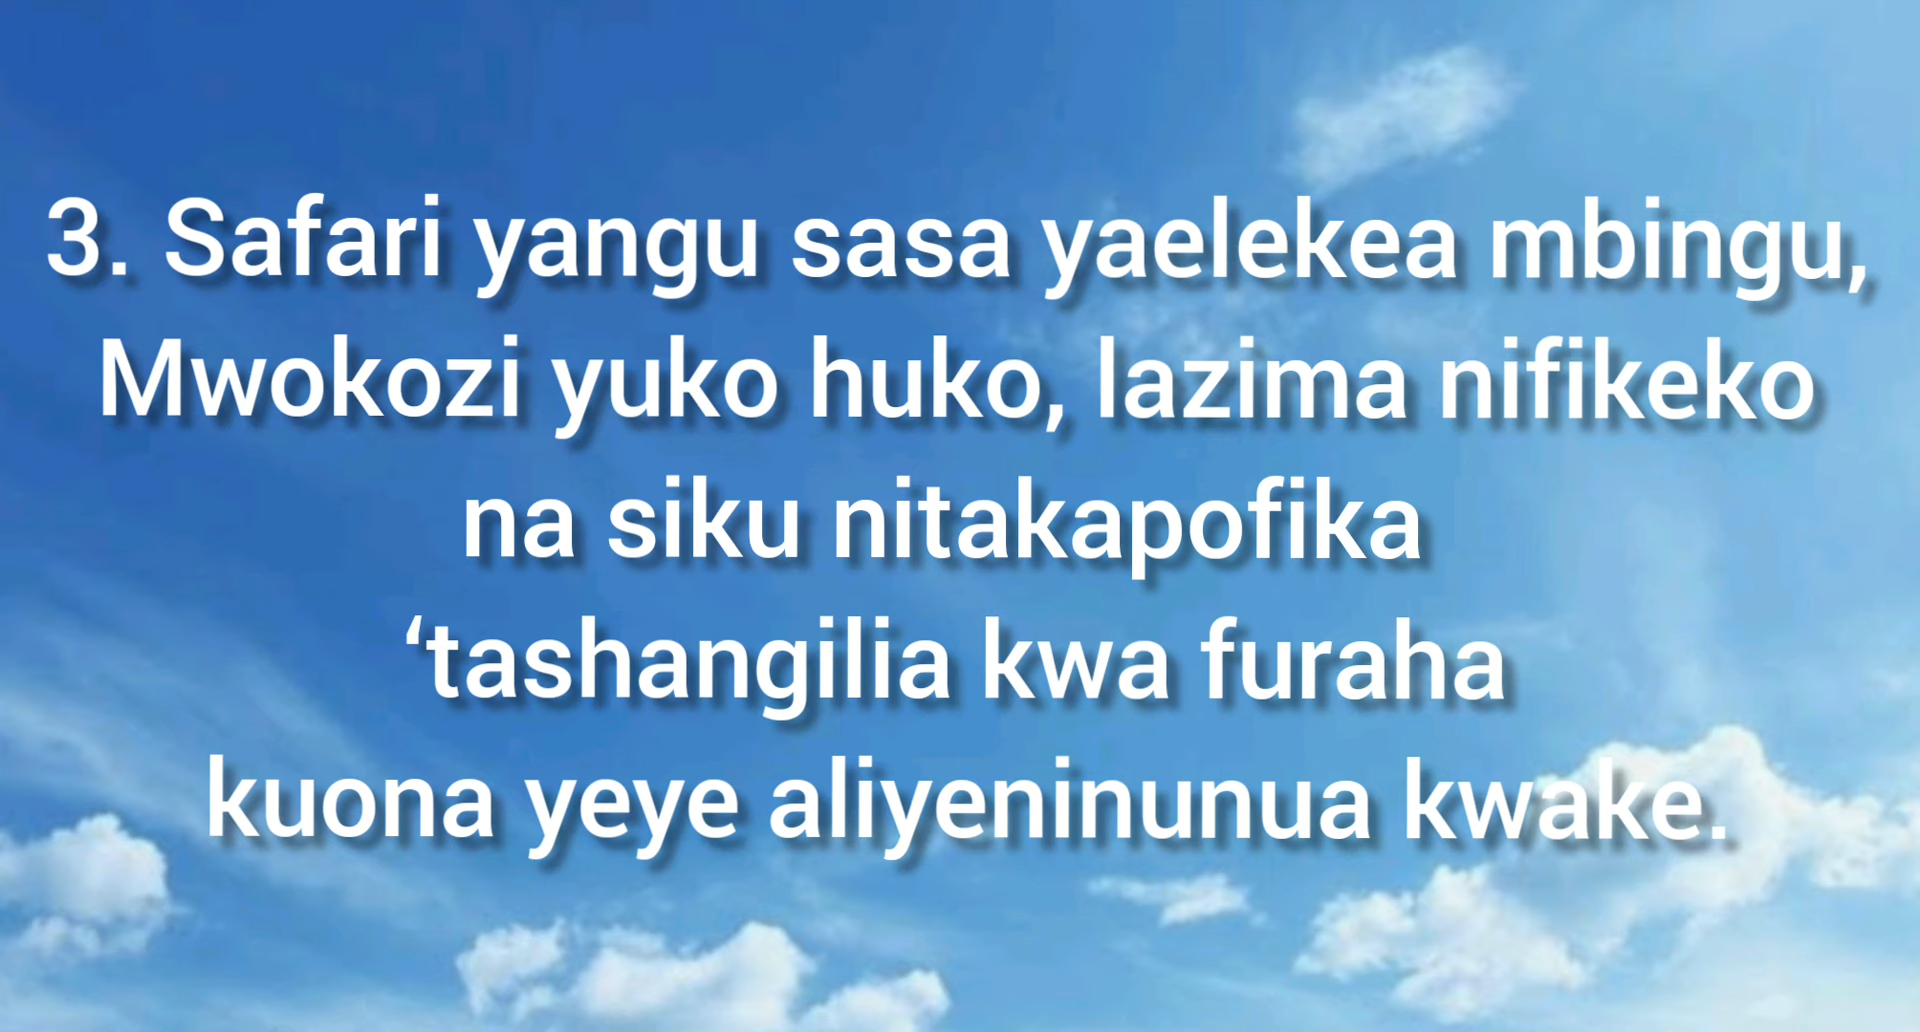 3. Safari yangu sasa yaelekea mbingu,
Mwokozi yuko huko, lazima nifikeko
na siku nitakapofika
‘tashangilia kwa furaha
kuona yeye aliyeninunua kwake.